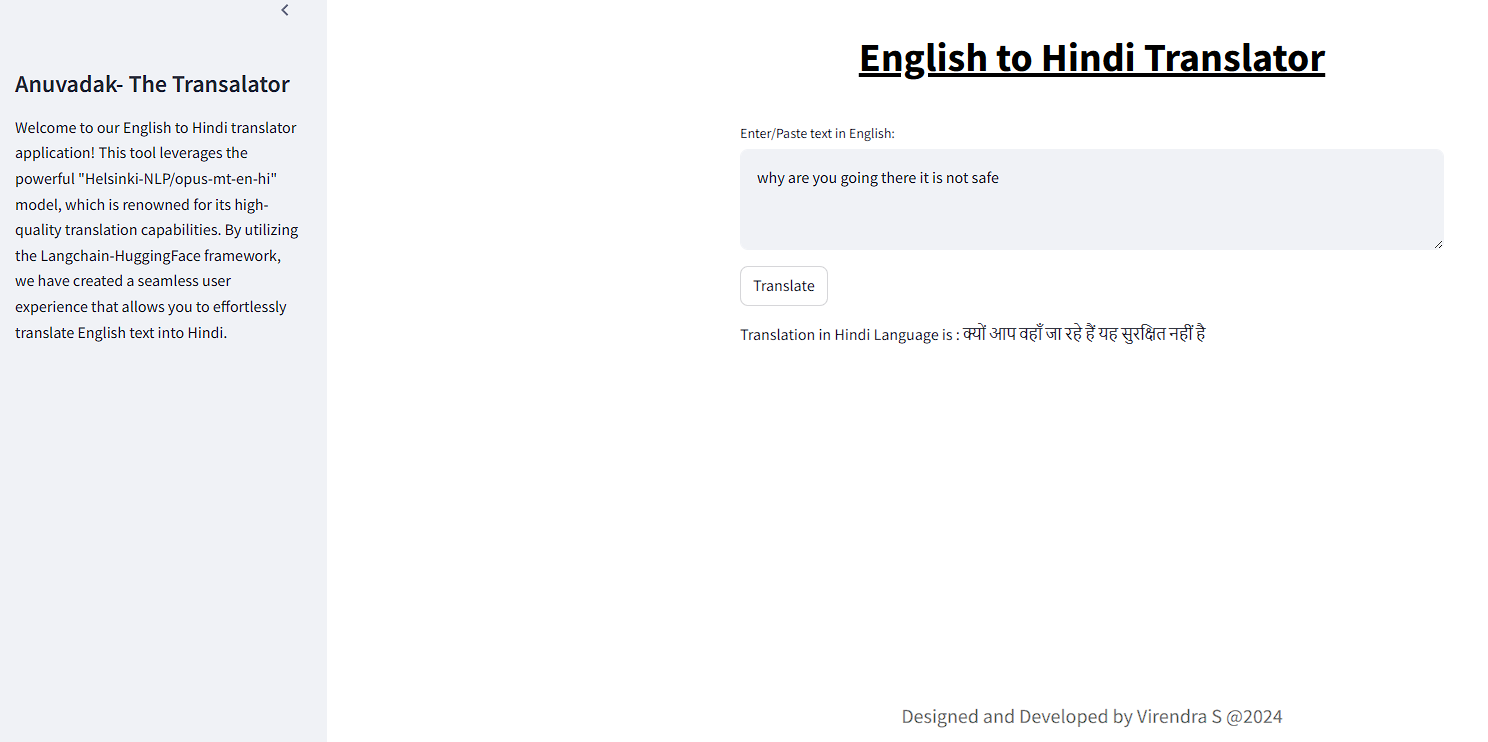 Anuvadak- The Transalator
Welcome to our English to Hindi translator
application! This tool leverages the
powerful "Helsinki-NLP/opus-mt-en-hi"
model, which is renowned for its high-
quality translation capabilities. By utilizing
the Langchain-HuggingFace framework,
we have created a seamless user
experience that allows you to effortlessly
translate English text into Hindi.
English to Hindi Translator
Enter/Paste text in English:
why are you going there it is not safe
Translate
Translation in Hindi Language is : क्यों आप वहाँ जा रहे हैं यह सुरक्षित नहीं है
Designed and Developed by Virendra S @2024